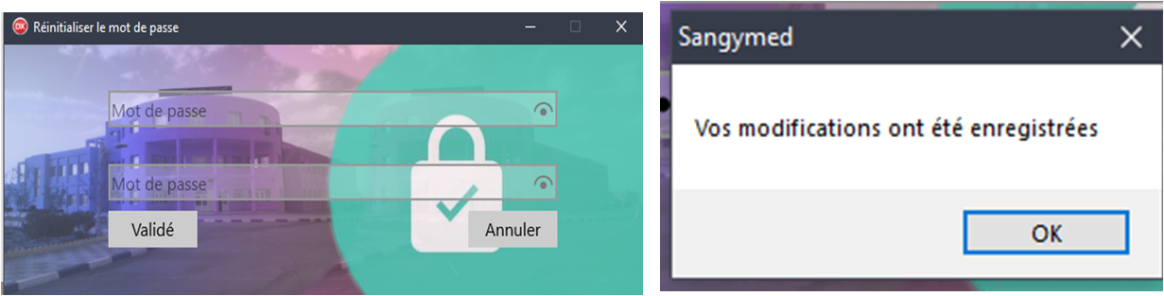 DX Réinitialiser le mot de passe
Mot de passe
Mot de passe
Validé
Annuler
Sangymed
Vos modifications ont été enregistrées
OK